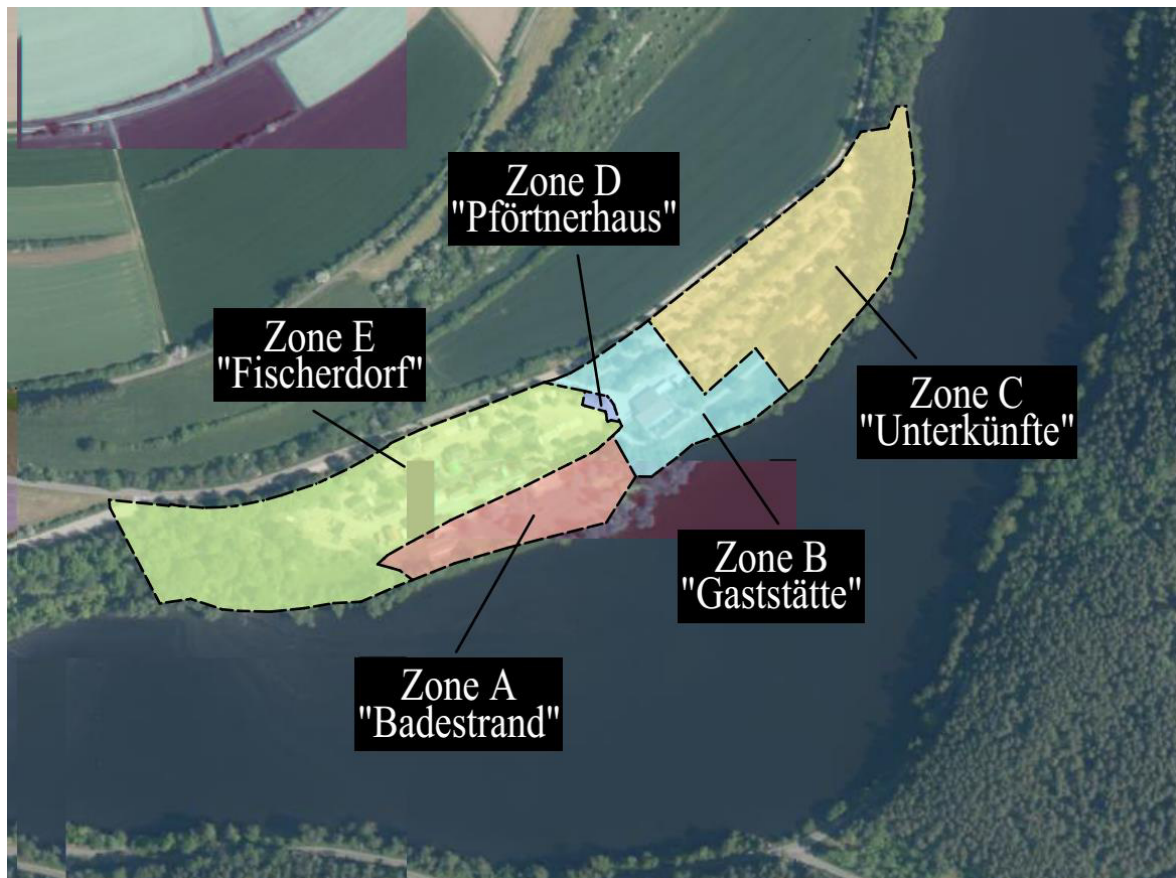 Zone D
"Pförtnerhaus"
Zone E
"Fischerdorf"
Zone C
"Unterkünfte"
Zone B
"Gaststätte"
Zone A
"Badestrand"